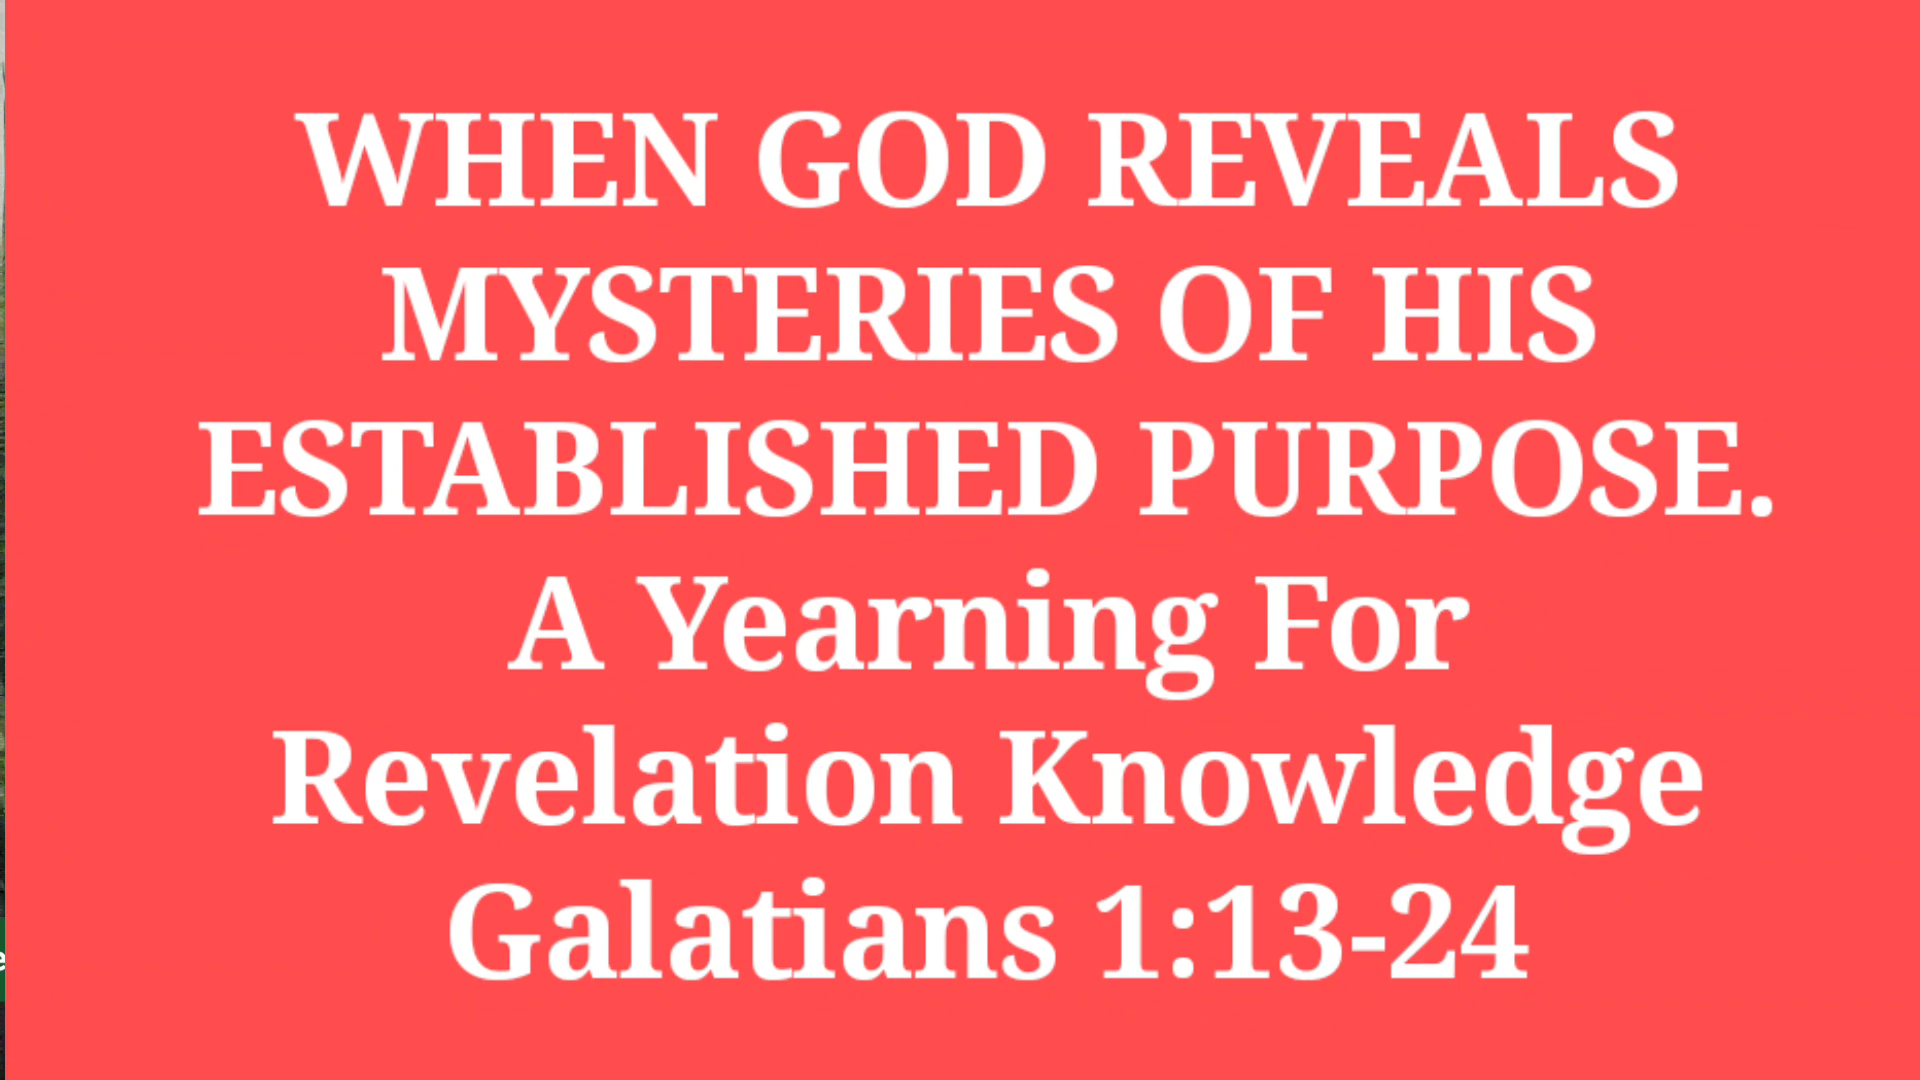 WHEN GOD REVEALS
MYSTERIES OF HIS
ESTABLISHED PURPOSE.
A Yearning For
Revelation Knowledge
Galatians 1:13-24